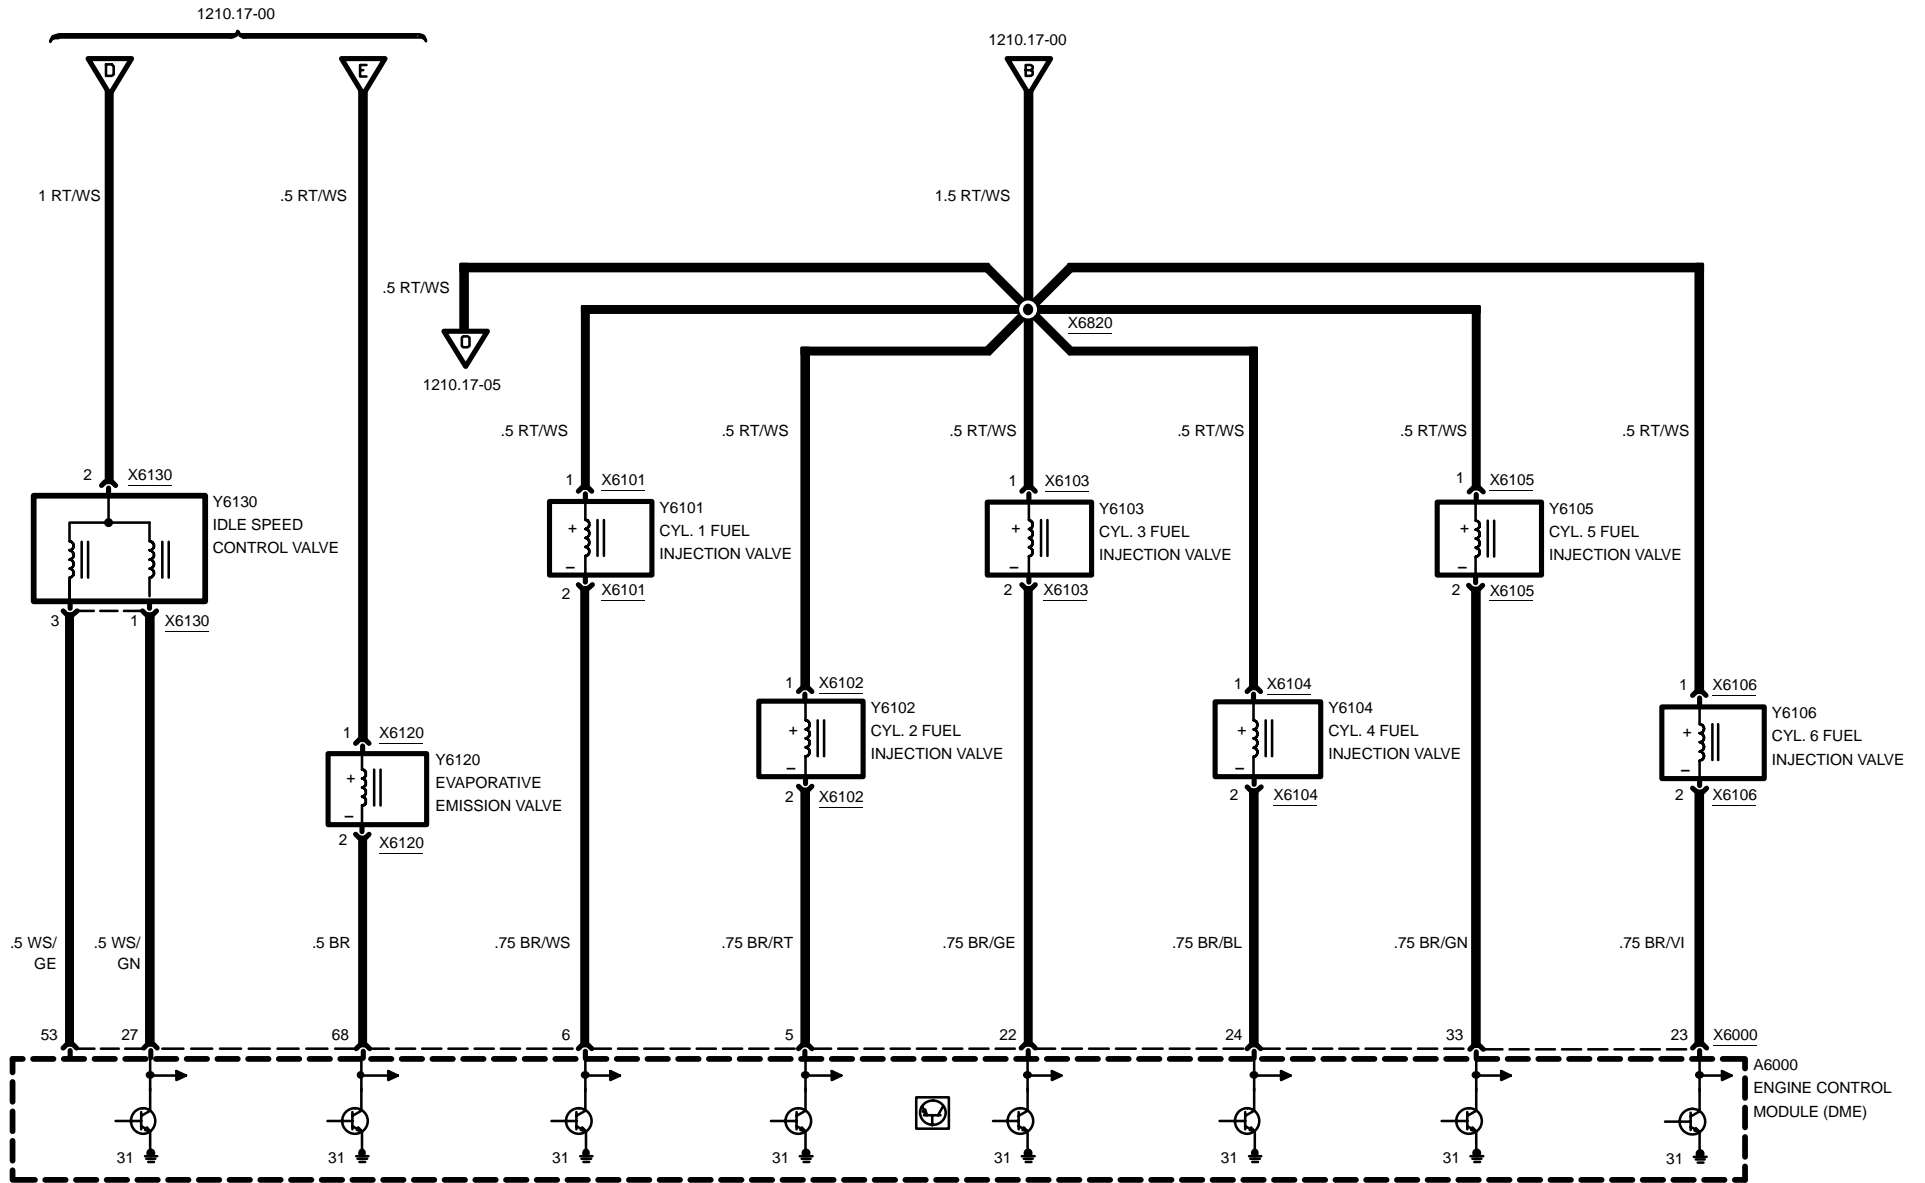 1210.17-00
1210.17-00
D
E
B
1 RT/WS
.5 RT/WS
1.5 RT/WS
.5 RT/WS
X6820
O
1210.17-05
.5 RT/WS
.5 RT/WS
.5 RT/WS
.5 RT/WS
.5 RT/WS
.5 RT/WS
2 X6130
1 X6101
1 X6103
1 X6105
Y6130
IDLE SPEED
CONTROL VALVE
Y6101
CYL. 1 FUEL
INJECTION VALVE
+
–
Y6103
CYL. 3 FUEL
INJECTION VALVE
+
–
Y6105
CYL. 5 FUEL
INJECTION VALVE
+
–
2 X6101
2 X6103
2 X6105
3 1 X6130
1 X6102
1 X6104
1 X6106
Y6102
CYL. 2 FUEL
INJECTION VALVE
+
–
Y6104
CYL. 4 FUEL
INJECTION VALVE
+
–
Y6106
CYL. 6 FUEL
INJECTION VALVE
+
–
1 X6120
Y6120
EVAPORATIVE
EMISSION VALVE
+
–
2 X6102
2 X6104
2 X6106
2 X6120
.5 WS/
GE
.5 WS/
GN
.5 BR
.75 BR/WS
.75 BR/RT
.75 BR/GE
.75 BR/BL
.75 BR/GN
.75 BR/VI
53 27 68 6 5 22 24 33 23 X6000
A6000
ENGINE CONTROL
MODULE (DME)
31 31 31 31 31 31 31 31